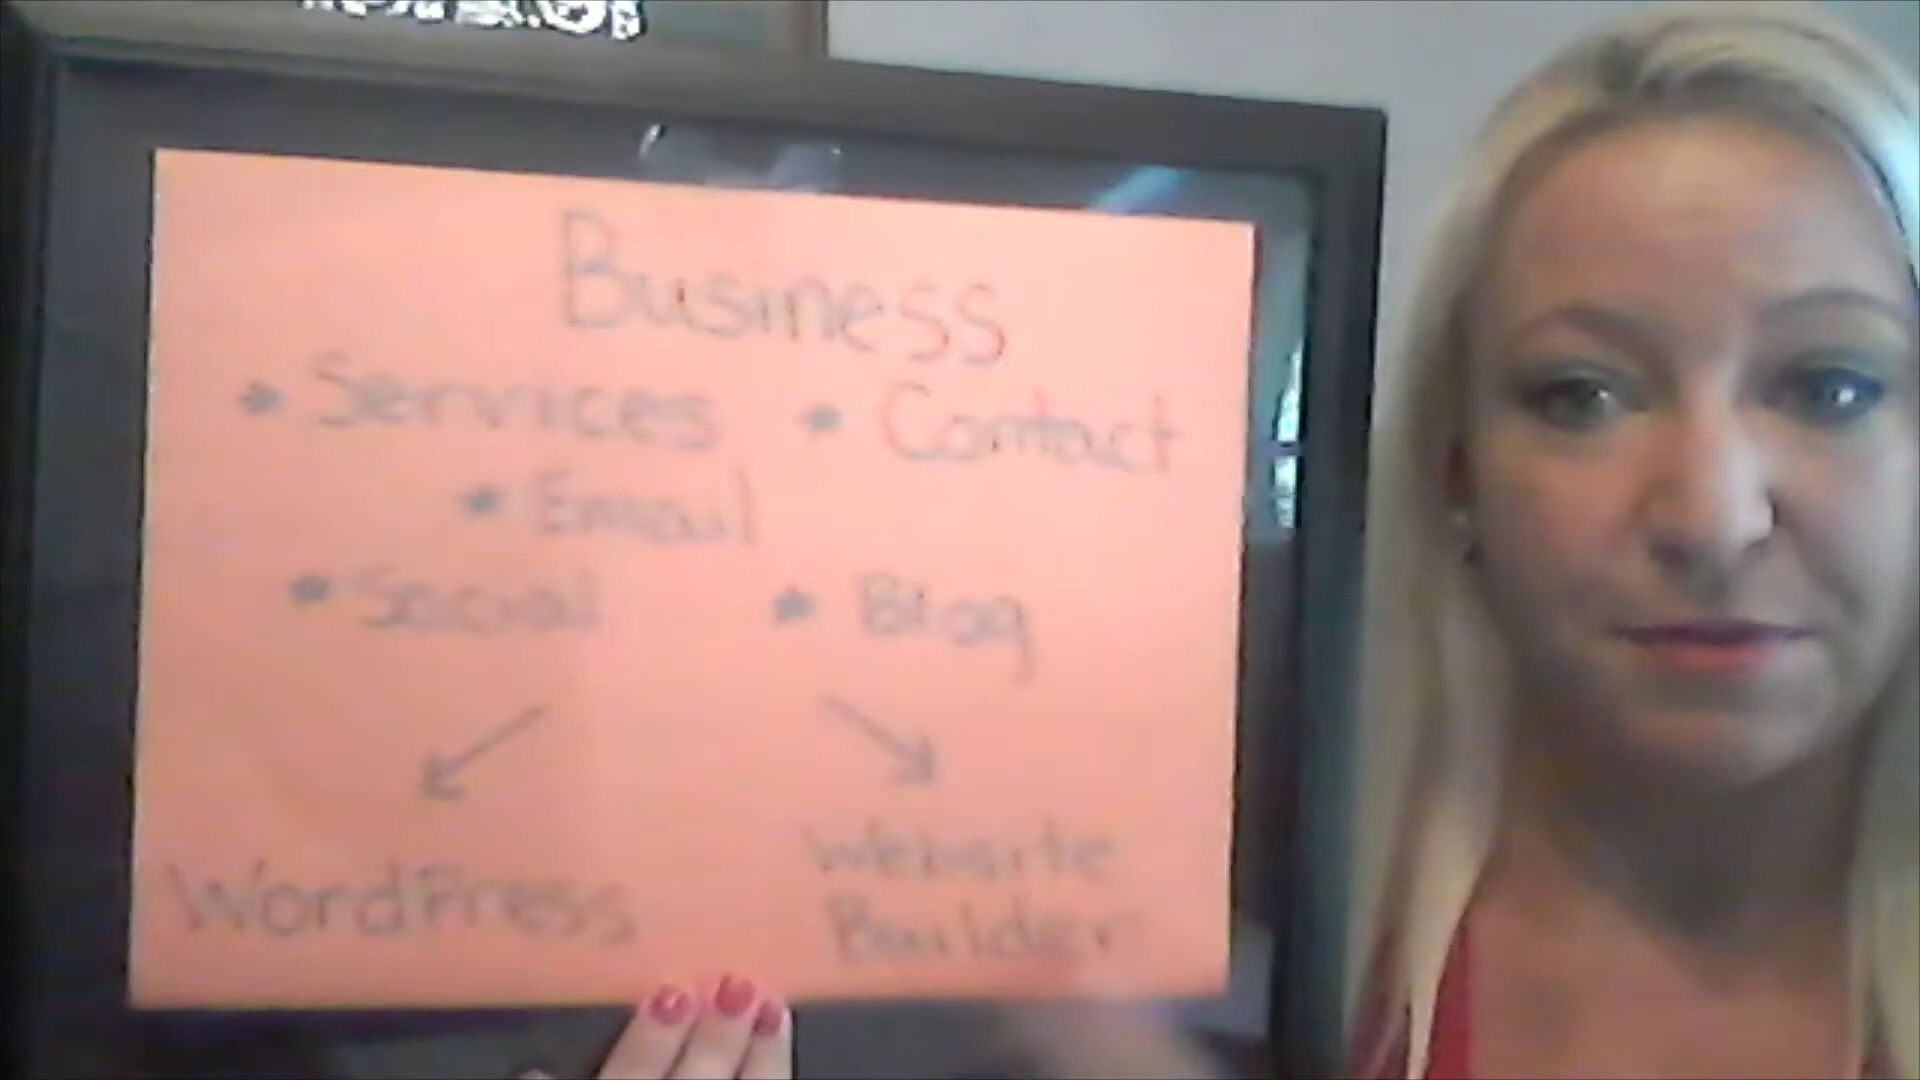 Business
* Services * Contact
* Email
* Social * Blog
WordPress Website
Builder